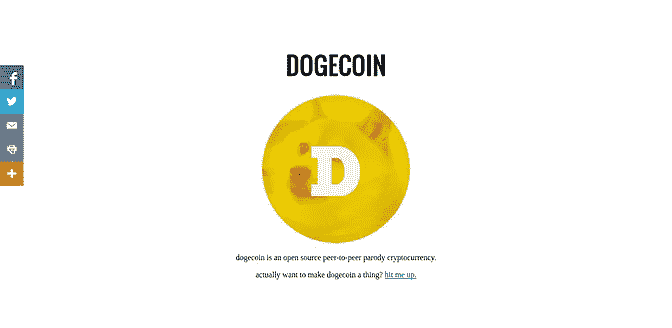 DOGECOIN
D
dogecoin is an open source peer-to-peer parody cryptocurrency.
actually want to make dogecoin a thing? hit me up.